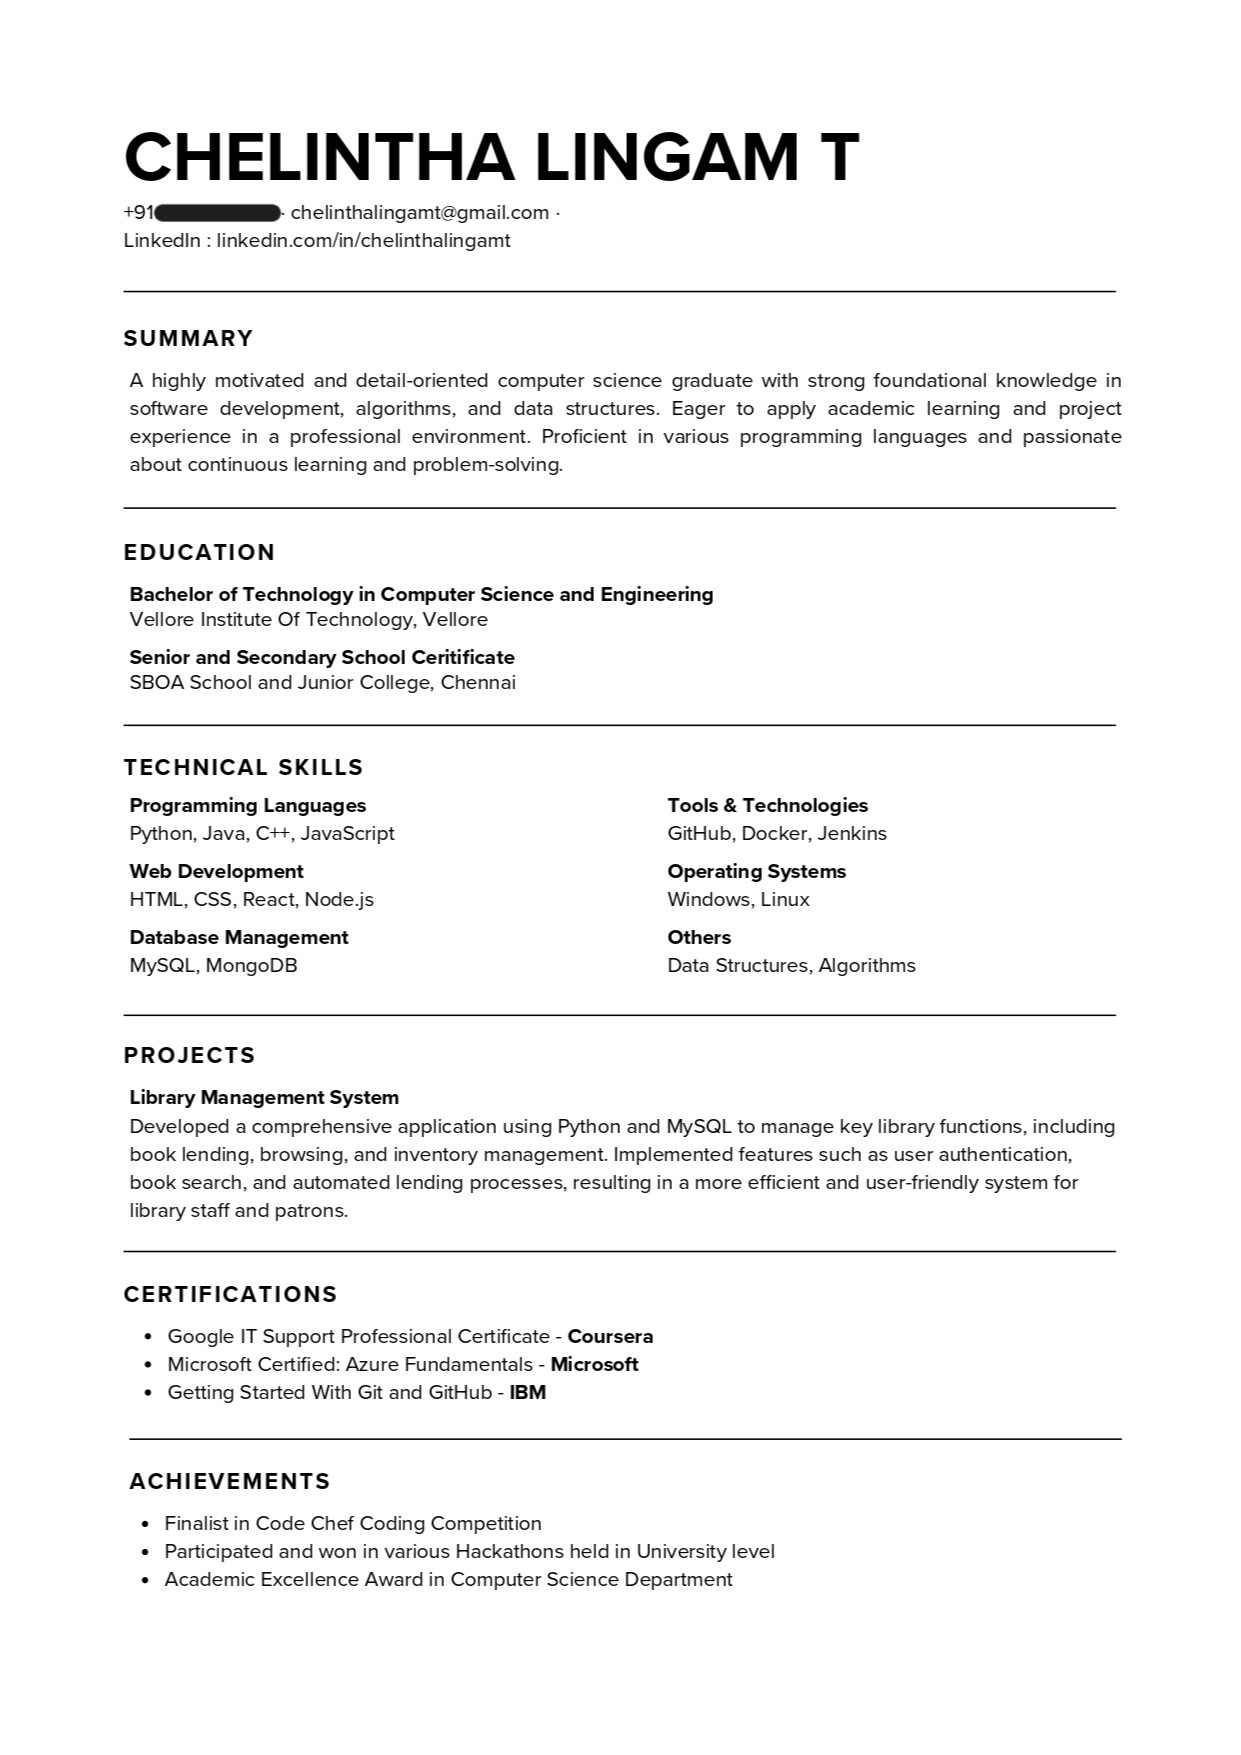 CHELINTHA LINGAM T
+91 · chelinthalingamt@gmail.com ·
LinkedIn : linkedin.com/in/chelinthalingamt
SUMMARY
A highly motivated and detail-oriented computer science graduate with strong foundational knowledge in
software development, algorithms, and data structures. Eager to apply academic learning and project
experience in a professional environment. Proficient in various programming languages and passionate
about continuous learning and problem-solving.
EDUCATION
Bachelor of Technology in Computer Science and Engineering
Vellore Institute Of Technology, Vellore
Senior and Secondary School Ceritificate
SBOA School and Junior College, Chennai
TECHNICAL SKILLS
Programming Languages
Python, Java, C++, JavaScript
Web Development
HTML, CSS, React, Node.js
Database Management
MySQL, MongoDB
Tools & Technologies
GitHub, Docker, Jenkins
Operating Systems
Windows, Linux
Others
Data Structures, Algorithms
PROJECTS
Library Management System
Developed a comprehensive application using Python and MySQL to manage key library functions, including
book lending, browsing, and inventory management. Implemented features such as user authentication,
book search, and automated lending processes, resulting in a more efficient and user-friendly system for
library staff and patrons.
CERTIFICATIONS
• Google IT Support Professional Certificate - Coursera
• Microsoft Certified: Azure Fundamentals - Microsoft
• Getting Started With Git and GitHub - IBM
ACHIEVEMENTS
• Finalist in Code Chef Coding Competition
• Participated and won in various Hackathons held in University level
• Academic Excellence Award in Computer Science Department